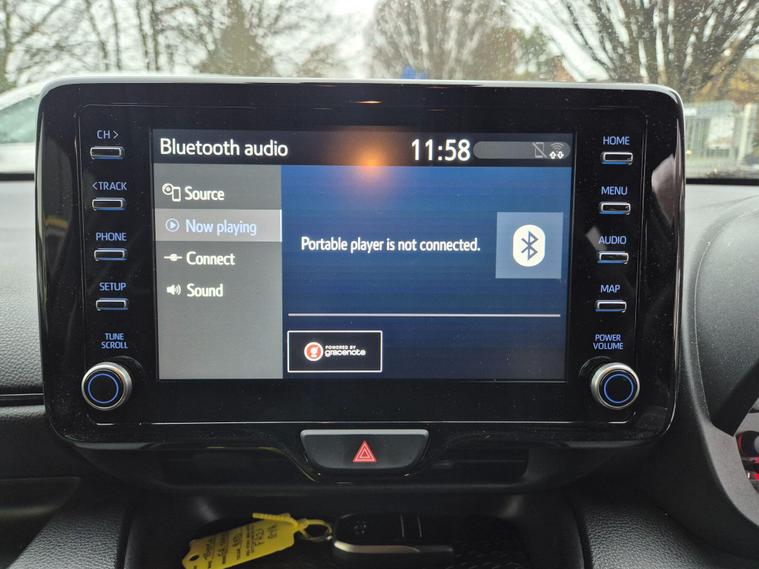 Bluetooth audio 11:58
CH >
< TRACK
PHONE
SETUP
TUNE
SCROLL
Source
Now playing
Connect
Sound
Portable player is not connected.
POWERED BY
gracenote
HOME
MENU
AUDIO
MAP
POWER
VOLUME